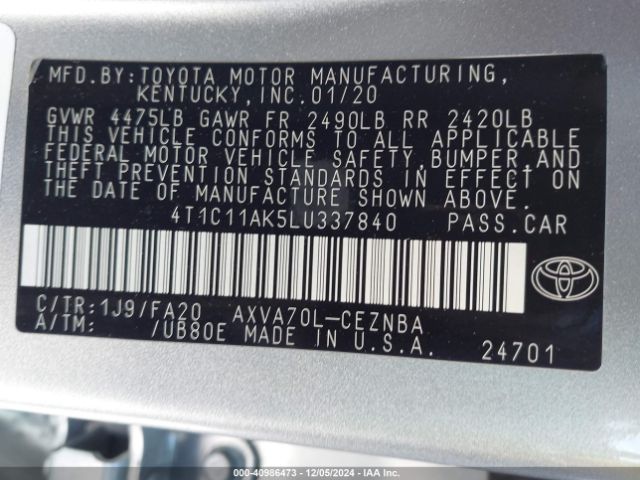 MFD.BY:TOYOTA MOTOR MANUFACTURING,
KENTUCKY,INC.01/20
GVWR 4475LB GAWR FR 2490LB RR 2420LB
THIS VEHICLE CONFORMS TO ALL APPLICABLE
FEDERAL MOTOR VEHICLE SAFETY,BUMPER,AND
THEFT PREVENTION STANDARDS IN EFFECT ON
THE DATE OF MANUFACTURE SHOWN ABOVE.
4T1C11AK5LU337840 PASS.CAR
C/TR:1J9/FA20 AXVA70L-CEZNBA
A/TM: /UB80E MADE IN U.S.A. 24701
000-40986473 - 12/05/2024 - IAA Inc.